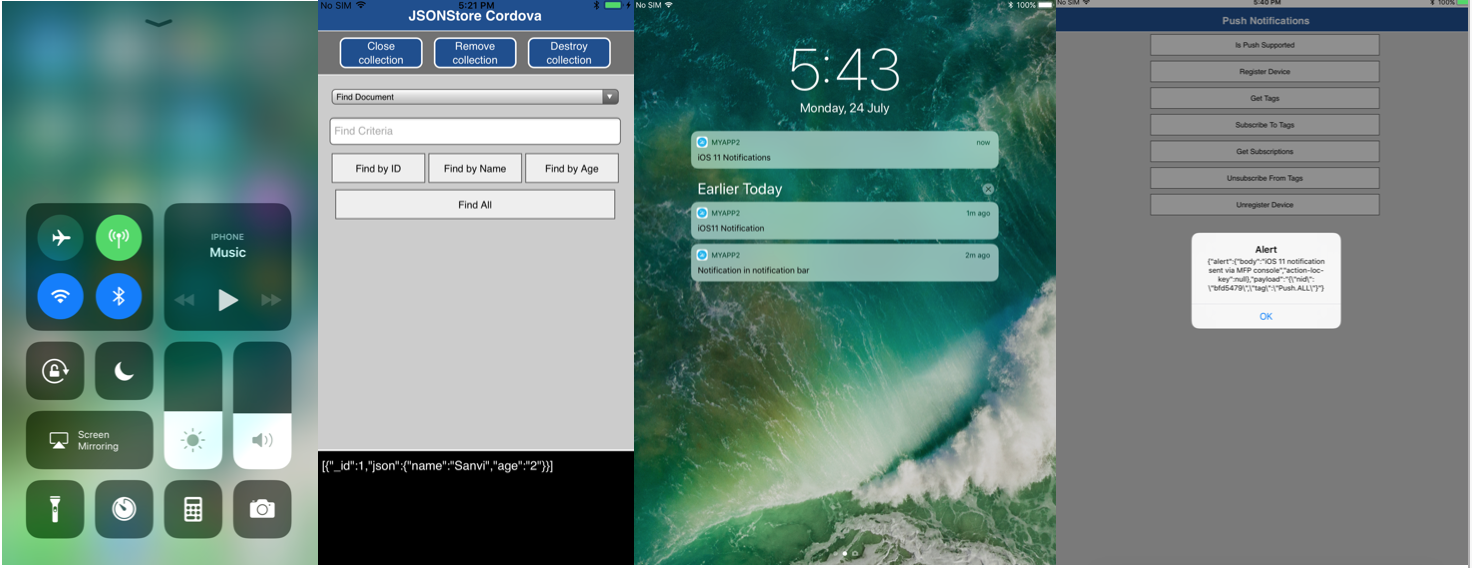 IPHONE
Music
Screen
Mirroring
No SIM
5:21 PM
JSONStore Cordova
Close
collection
Remove
collection
Destroy
collection
Find Document
Find Criteria
Find by ID
Find by Name
Find by Age
Find All
[{"_id":1,"json":{"name":"Sanvi","age":"2"}}]
No SIM
100%
5:43
Monday, 24 July
MYAPP2
now
iOS 11 Notifications
Earlier Today
MYAPP2
1m ago
iOS11 Notification
MYAPP2
2m ago
Notification in notification bar
No SIM
5:40 PM
100%
Push Notifications
Is Push Supported
Register Device
Get Tags
Subscribe To Tags
Get Subscriptions
Unsubscribe From Tags
Unregister Device
Alert
{"alert":{"body":"iOS 11 notification
sent via MFP console","action-loc-
key":null},"payload":"{\"nid\":
\"bfd5479\",\"tag\":\"Push.ALL\"}"}
OK